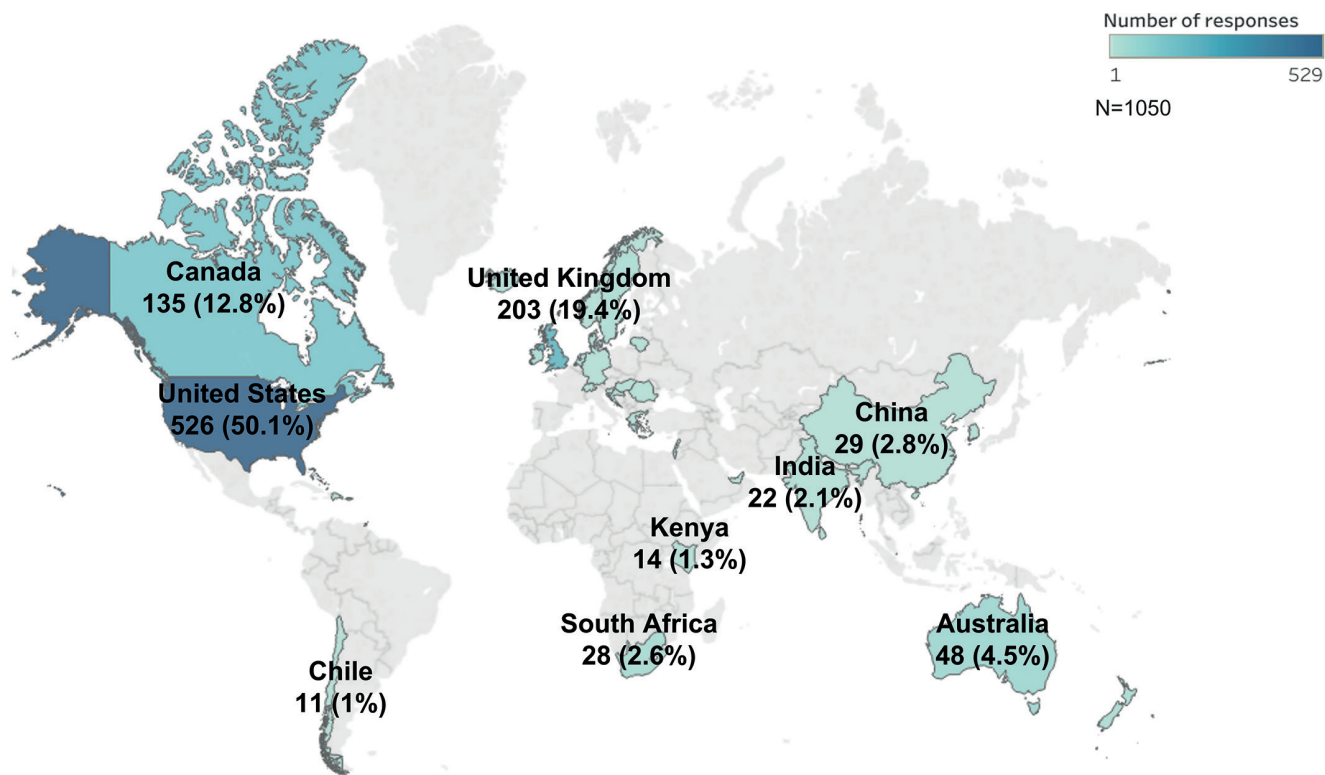 Number of responses
1 529
N=1050
Canada
135 (12.8%)
United Kingdom
203 (19.4%)
United States
526 (50.1%)
China
29 (2.8%)
India
22 (2.1%)
Kenya
14 (1.3%)
South Africa
28 (2.6%)
Australia
48 (4.5%)
Chile
11 (1%)